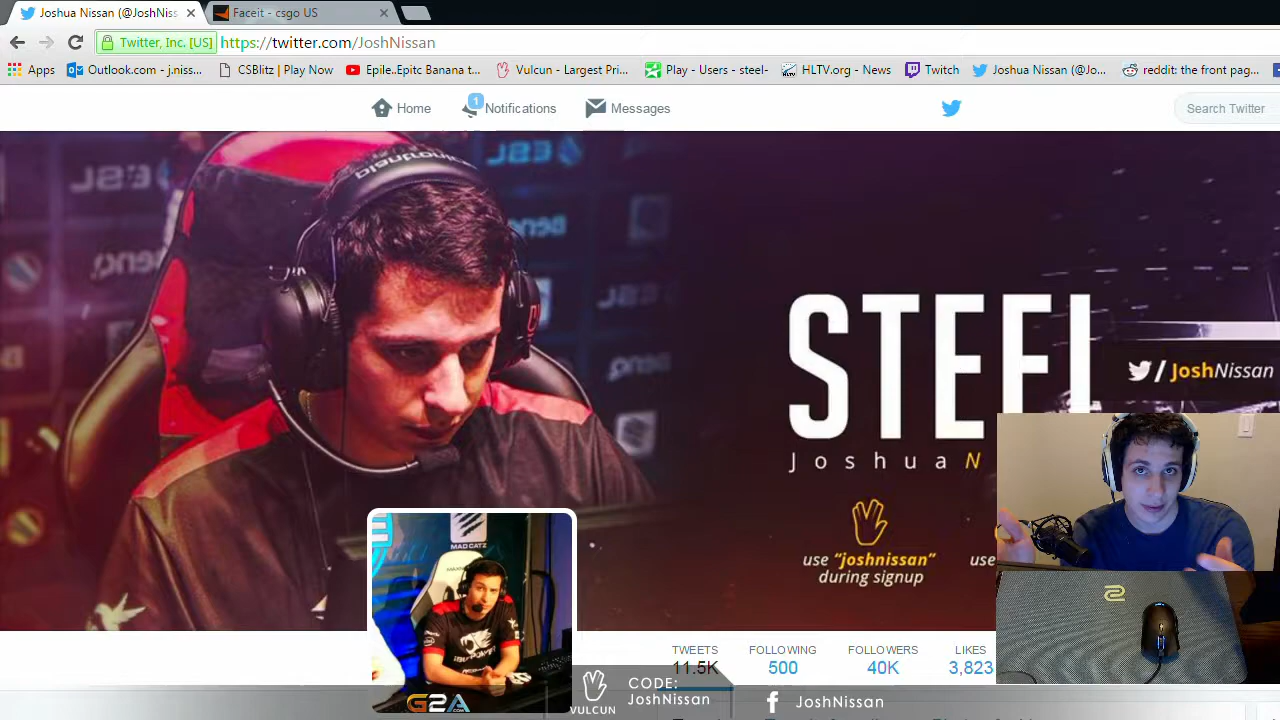 Joshua Nissan (@JoshNiss
Faceit - csgo US
Twitter, Inc. [US]
https://twitter.com/JoshNissan
Apps
Outlook.com - j.niss...
CSBlitz | Play Now
Epile..Epitc Banana t...
Vulcun - Largest Pri...
Play - Users - steel-
HLTV.org - News
Twitch
Joshua Nissan (@Jo...
reddit: the front pag...
Home
1
Notifications
Messages
Search Twitter
STEEL
/JoshNissan
Joshua N
use "joshnissan"
during signup
use
MAD CATZ
TWEETS
11.5K
FOLLOWING
500
FOLLOWERS
40K
LIKES
3,823
G2A
.COM
VULCUN
CODE:
JoshNissan
JoshNissan